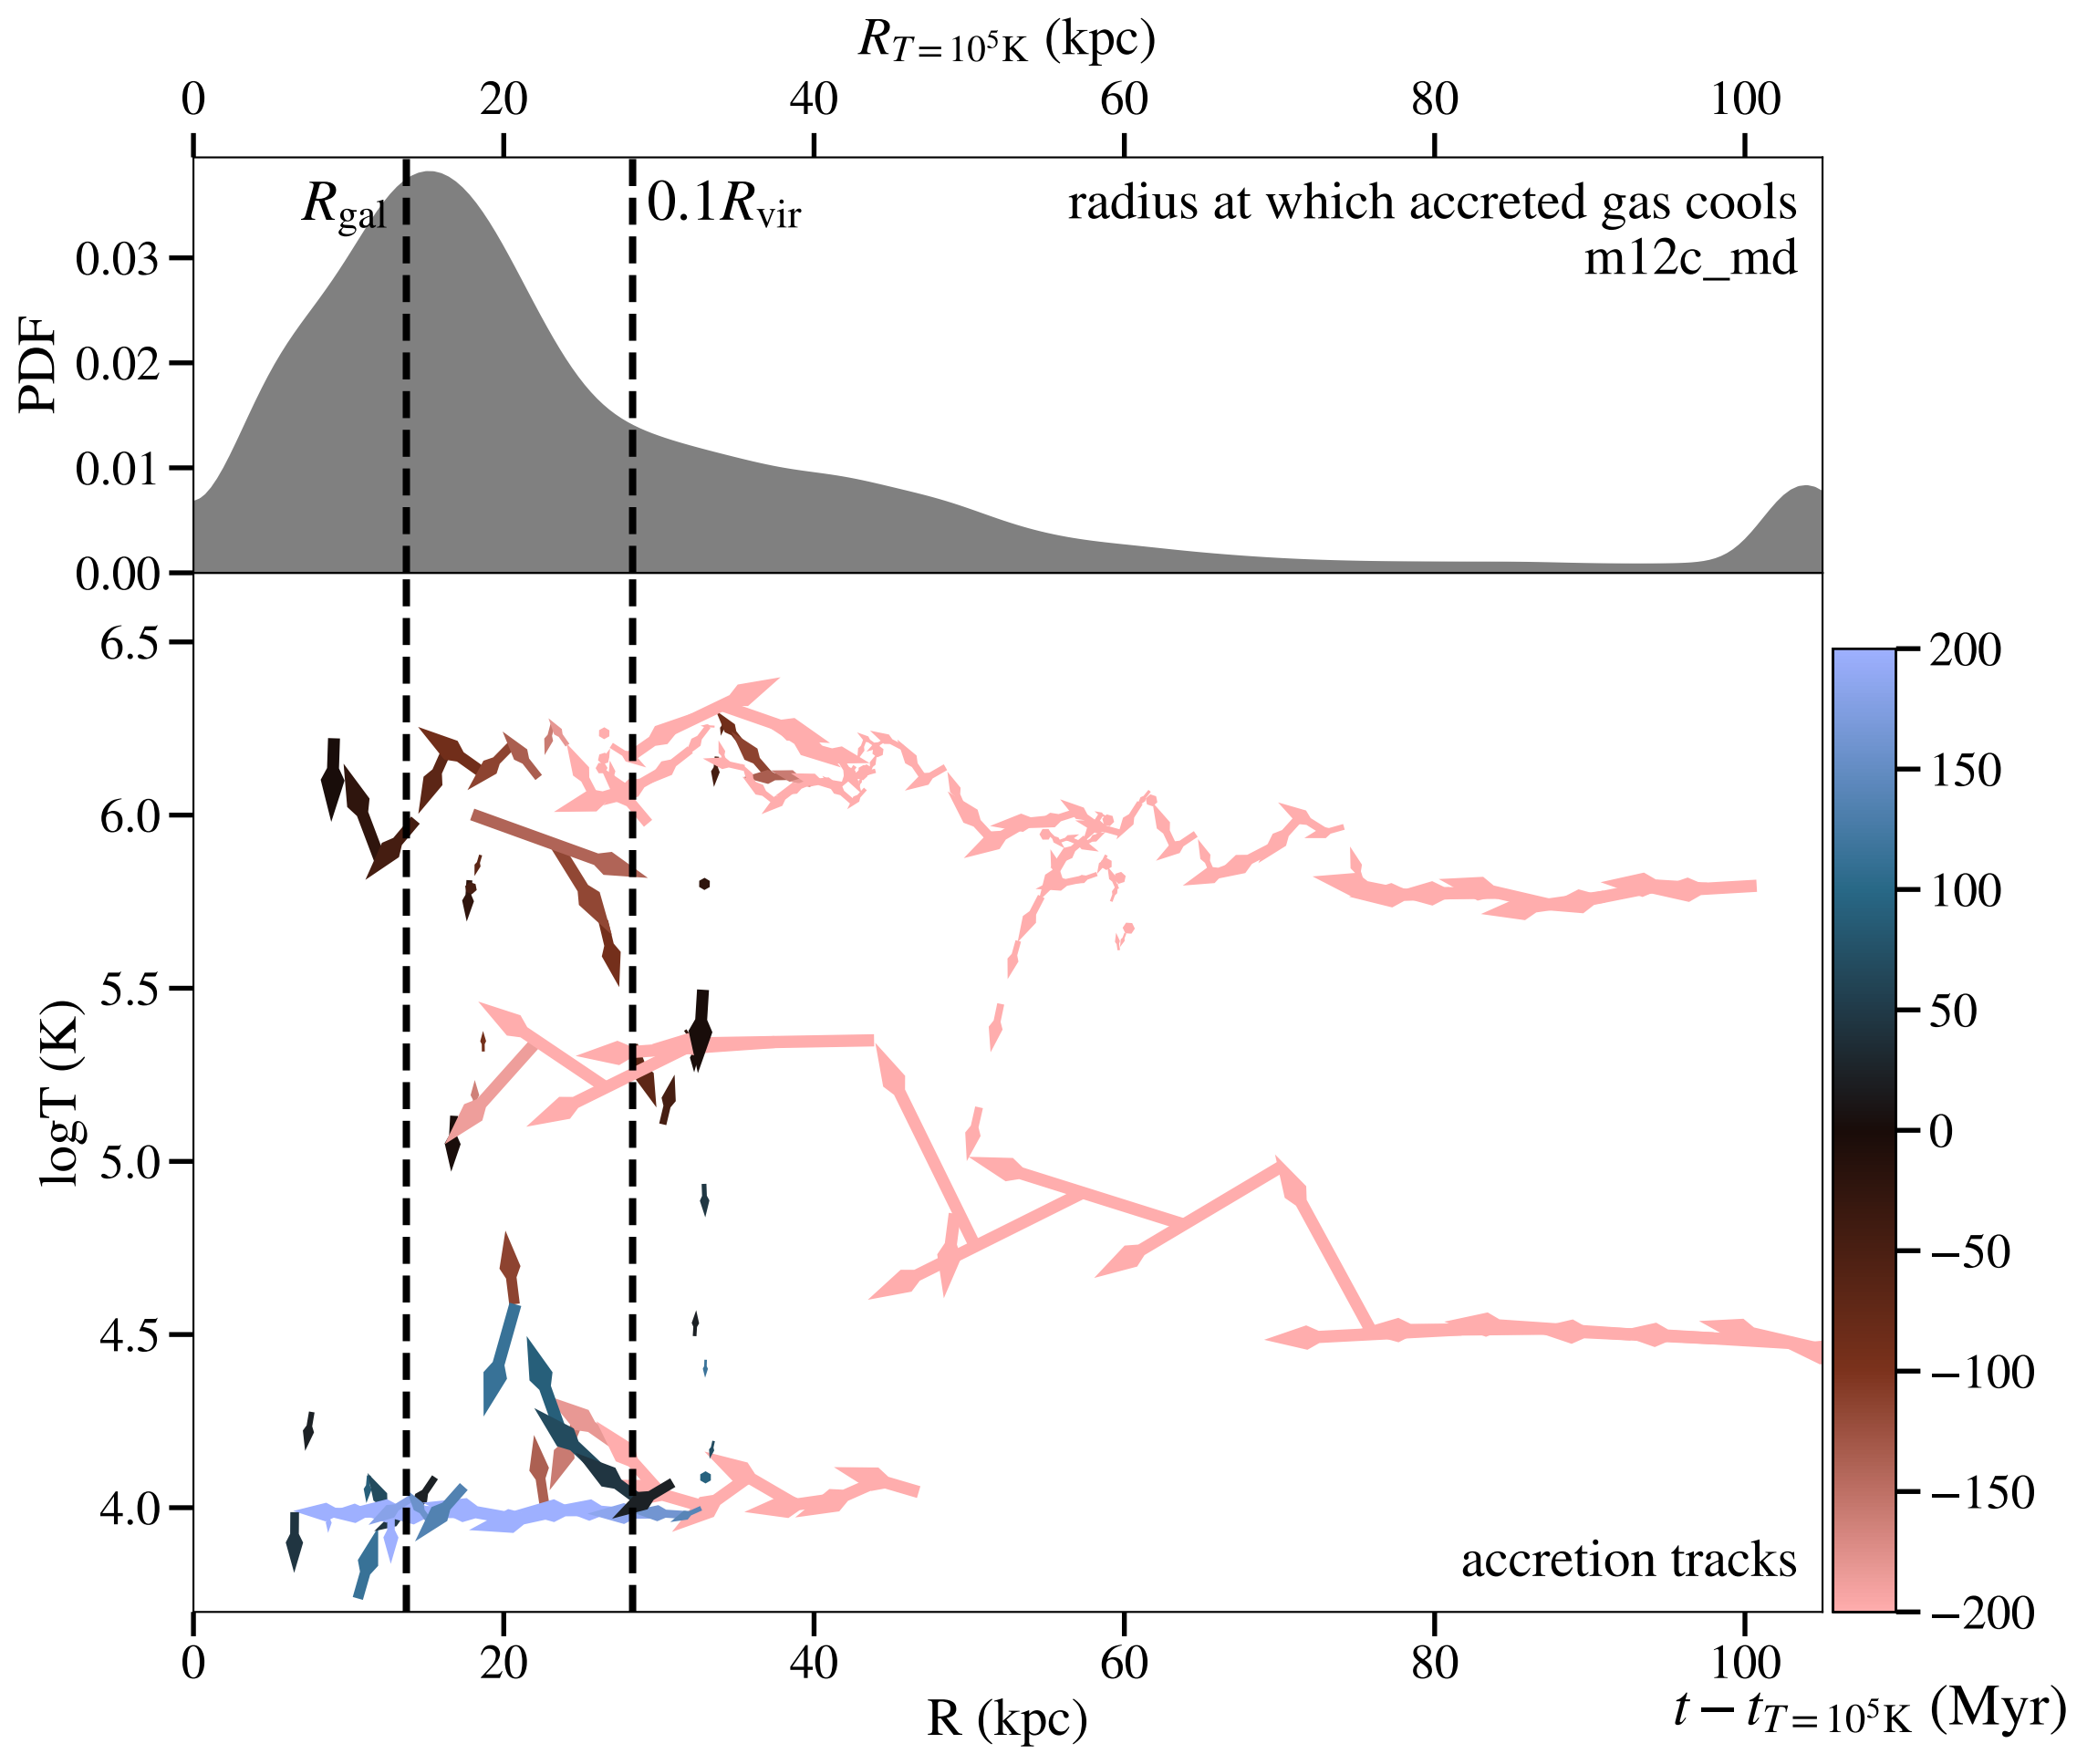 R_{T=10^5K} (kpc)
0 20 40 60 80 100
R_gal 0.1R_vir radius at which accreted gas cools
m12c_md
PDF
0.03
0.02
0.01
0.00
logT (K)
6.5
6.0
5.5
5.0
4.5
4.0
accretion tracks
0 20 40 60 80 100
R (kpc)
200
150
100
50
0
−50
−100
−150
−200
t − t_{T=10^5K} (Myr)